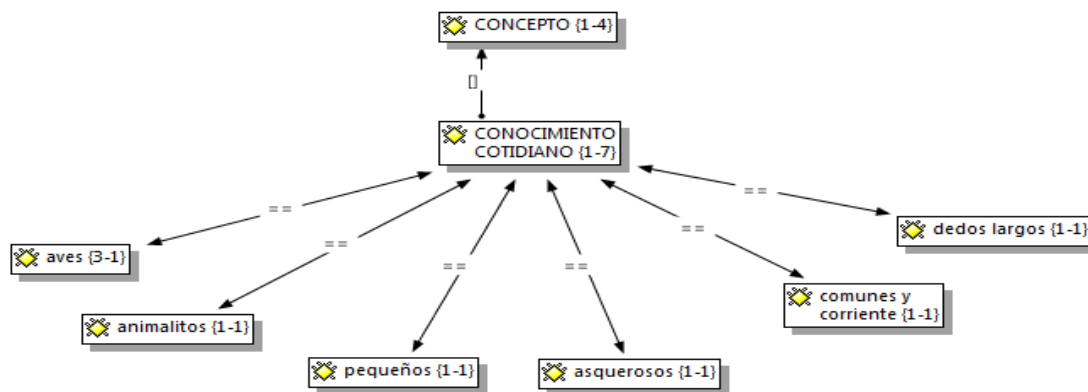 CONCEPTO {1-4}
[]
CONOCIMIENTO
COTIDIANO {1-7}
==
==
==
==
==
==
dedos largos {1-1}
aves {3-1}
comunes y
corriente {1-1}
animalitos {1-1}
pequeños {1-1}
asquerosos {1-1}